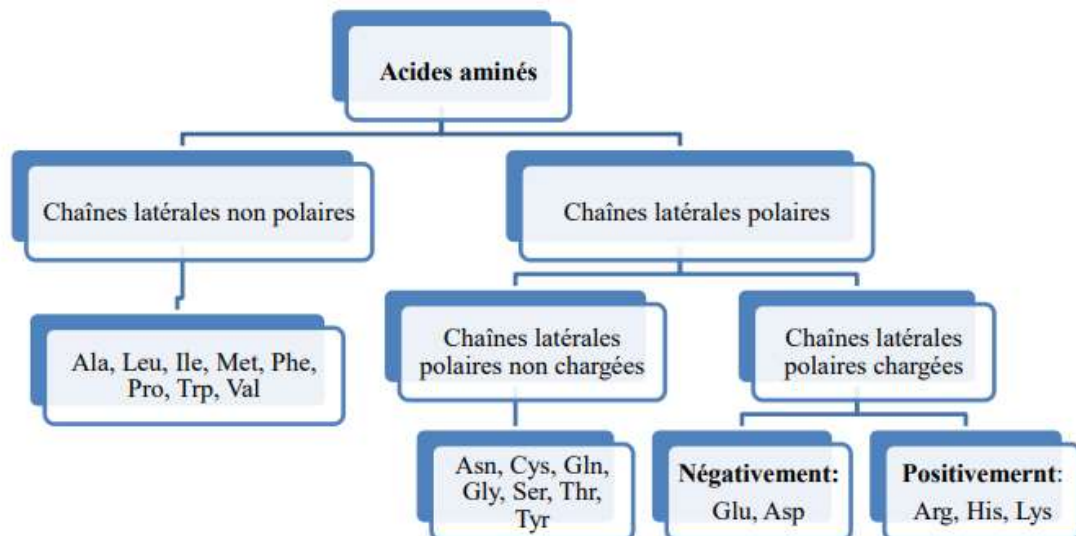 Acides aminés
Chaînes latérales non polaires
Chaînes latérales polaires
Ala, Leu, Ile, Met, Phe,
Pro, Trp, Val
Chaînes latérales
polaires non chargées
Chaînes latérales
polaires chargées
Asn, Cys, Gln,
Gly, Ser, Thr,
Tyr
Négativement:
Glu, Asp
Positivemernt:
Arg, His, Lys